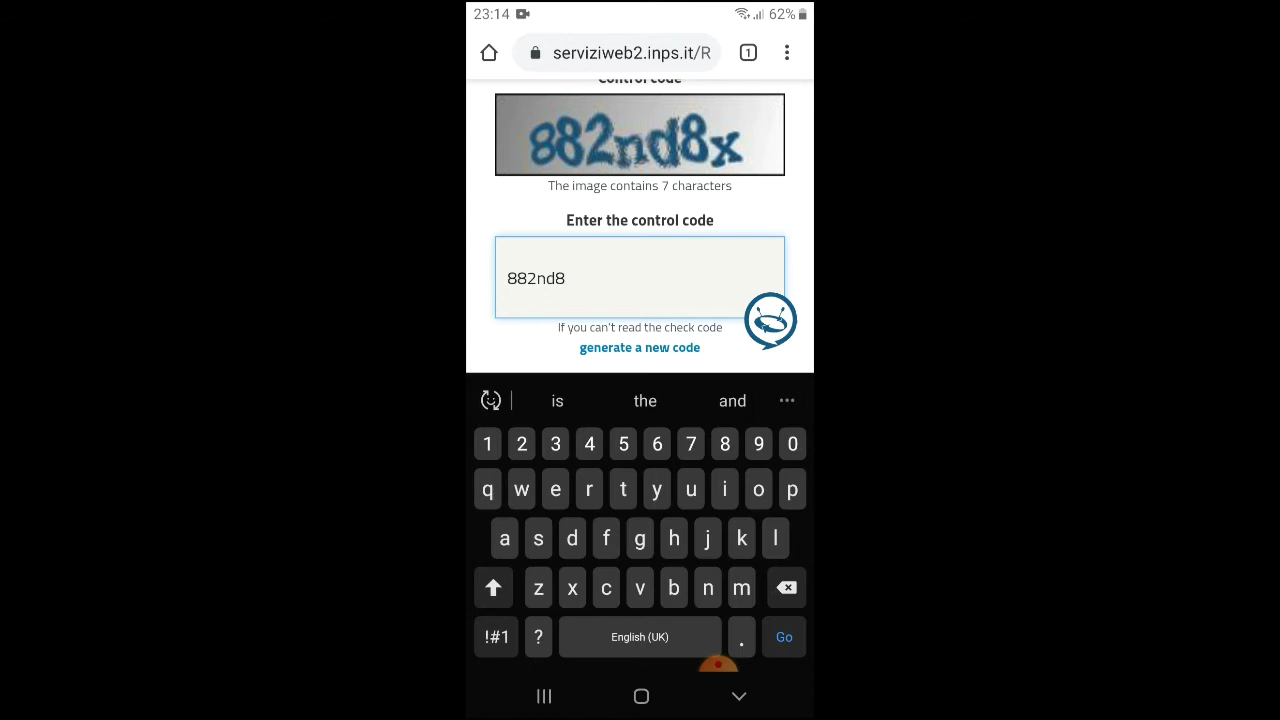 23:14 62%
serviziweb2.inps.it/R 1
Control code
882nd8x
The image contains 7 characters
Enter the control code
882nd8
If you can't read the check code
generate a new code
is the and
1 2 3 4 5 6 7 8 9 0
q w e r t y u i o p
a s d f g h j k l
z x c v b n m
!#1 ? English (UK) . Go